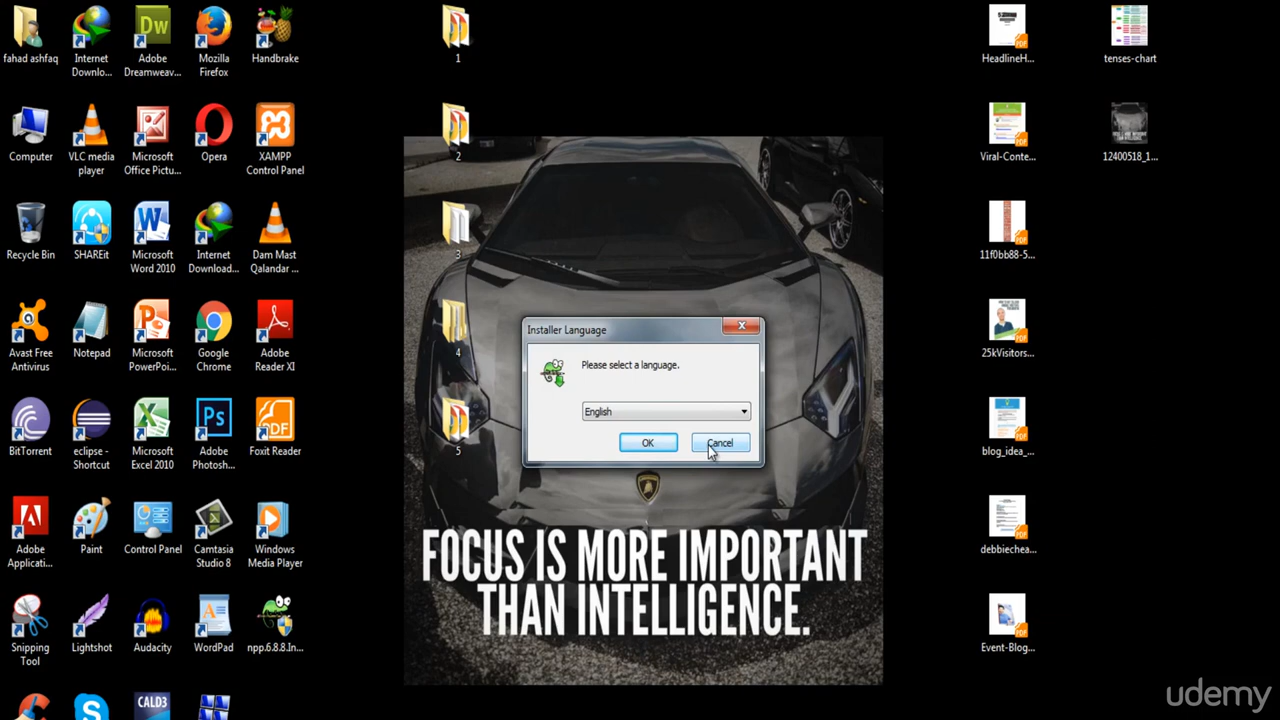 fahad ashfaq
Internet
Downlo...
Adobe
Dreamweav...
Mozilla
Firefox
Handbrake
1
HeadlineH...
tenses-chart
Computer
VLC media
player
Microsoft
Office Pictu...
Opera
XAMPP
Control Panel
2
Viral-Conte...
12400518_1...
Recycle Bin
SHAREit
Microsoft
Word 2010
Internet
Download...
Dam Mast
Qalandar ...
3
11f0bb88-5...
Avast Free
Antivirus
Notepad
Microsoft
PowerPoi...
Google
Chrome
Adobe
Reader XI
4
25kVisitors...
Installer Language
Please select a language.
English
OK
Cancel
BitTorrent
eclipse -
Shortcut
Microsoft
Excel 2010
Adobe
Photosh...
Foxit Reader
5
blog_idea_...
Adobe
Applicati...
Paint
Control Panel
Camtasia
Studio 8
Windows
Media Player
debbiechea...
FOCUS IS MORE IMPORTANT
THAN INTELLIGENCE.
Snipping
Tool
Lightshot
Audacity
WordPad
npp.6.8.8.In...
Event-Blog...
CALD3
udemy